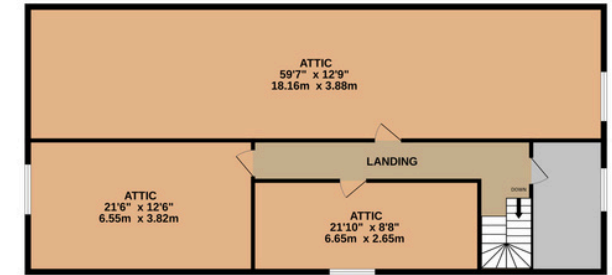 ATTIC
59'7" x 12'9"
18.16m x 3.88m
LANDING
DOWN
ATTIC
21'6" x 12'6"
6.55m x 3.82m
ATTIC
21'10" x 8'8"
6.65m x 2.65m